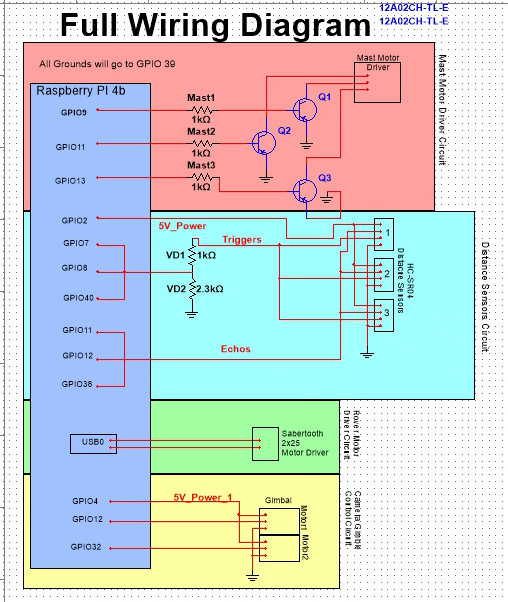 Full Wiring Diagram
12A02CH-TL-E
12A02CH-TL-E
All Grounds will go to GPIO 39
Mast Motor
Driver
Mast Motor Driver Circuit
Raspberry PI 4b
GPIO9
Mast1
1kΩ
Q1
GPIO11
Mast2
1kΩ
Q2
GPIO13
Mast3
1kΩ
Q3
GPIO2
5V_Power
GPIO7
Triggers
VD1
1kΩ
GPIO8
VD2
2.3kΩ
GPIO40
1
2
3
HC-SR04
Distacne Sensors
Distance Sensors Circuit
GPIO11
Echos
GPIO12
GPIO38
USB0
Sabertooth
2x25
Motor Driver
Rover Motor
Driver Circuit:
GPIO4
5V_Power_1
Gimbal
GPIO12
Motor1
GPIO32
Motor2
Camera Gimble
Control Circuit: